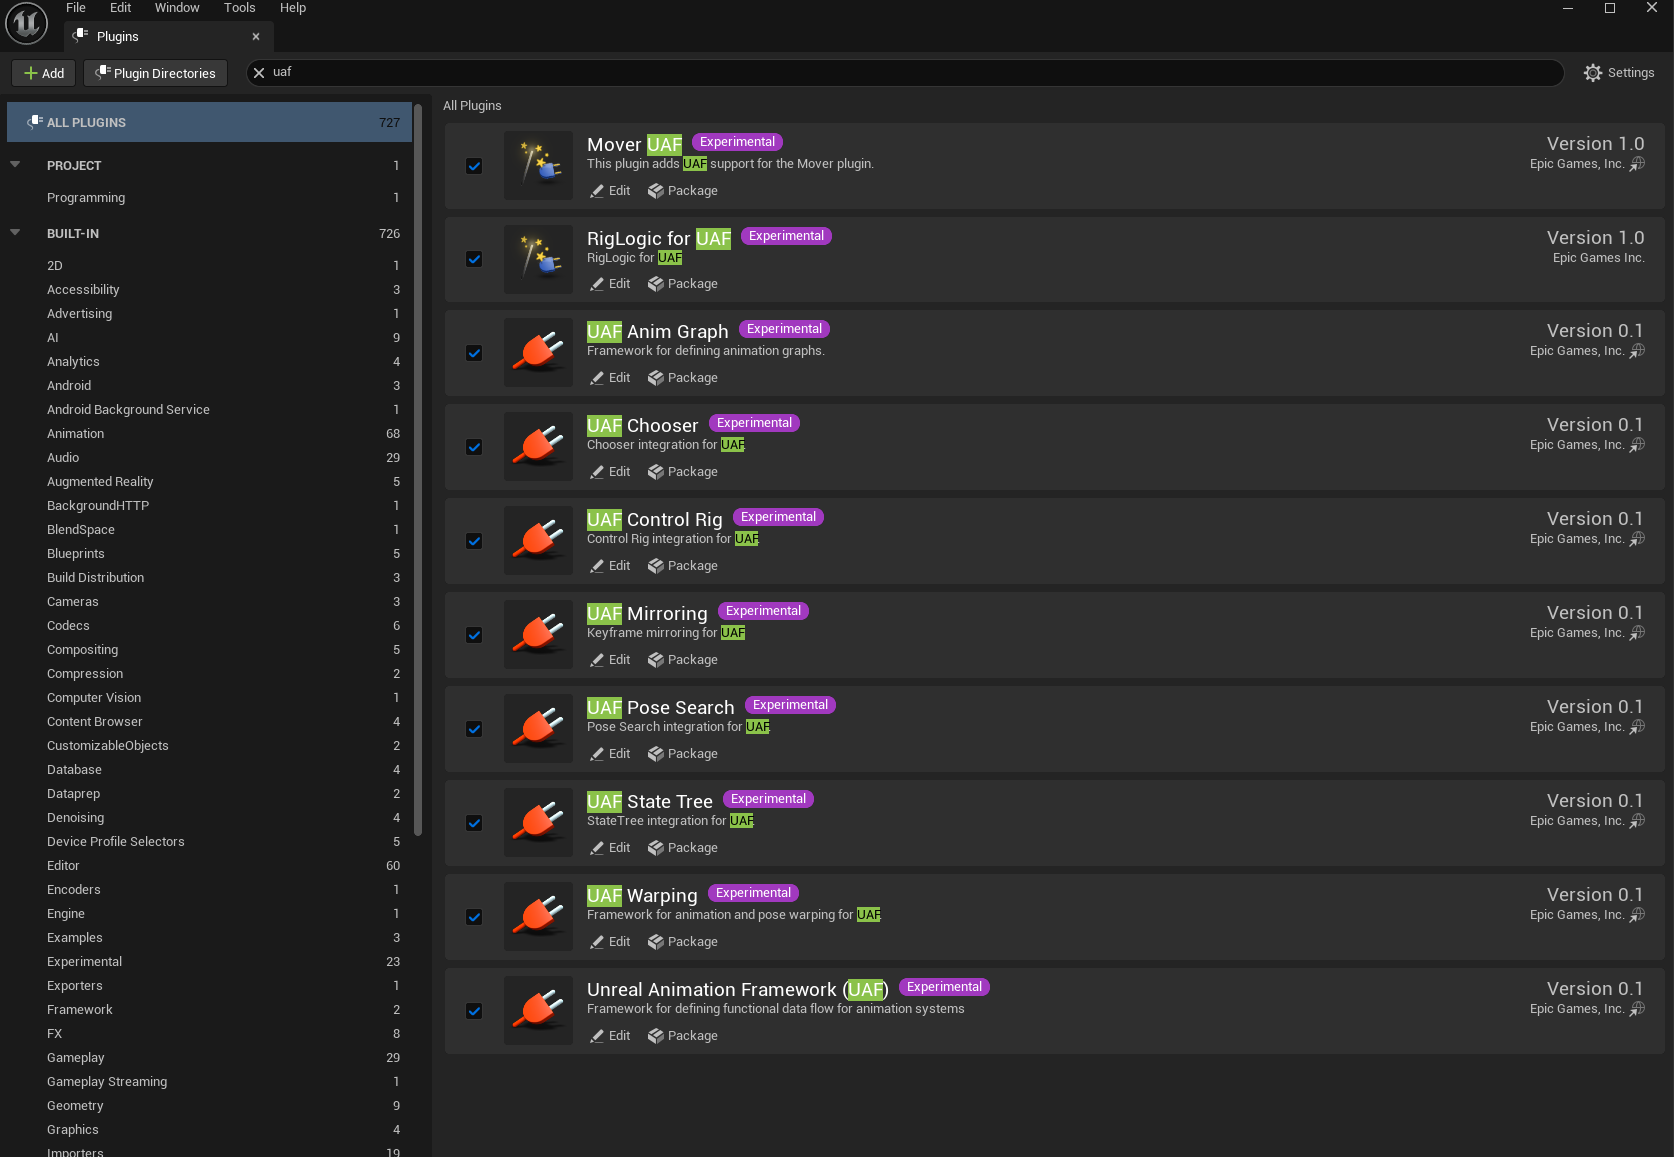 File Edit Window Tools Help
Plugins
Add Plugin Directories uaf Settings
ALL PLUGINS 727
PROJECT 1
Programming 1
BUILT-IN 726
2D 1
Accessibility 3
Advertising 1
AI 9
Analytics 4
Android 3
Android Background Service 1
Animation 68
Audio 29
Augmented Reality 5
BackgroundHTTP 1
BlendSpace 1
Blueprints 5
Build Distribution 3
Cameras 3
Codecs 6
Compositing 5
Compression 2
Computer Vision 1
Content Browser 4
CustomizableObjects 2
Database 4
Dataprep 2
Denoising 4
Device Profile Selectors 5
Editor 60
Encoders 1
Engine 1
Examples 3
Experimental 23
Exporters 1
Framework 2
FX 8
Gameplay 29
Gameplay Streaming 1
Geometry 9
Graphics 4
Importers 19
All Plugins
Mover UAF Experimental Version 1.0
This plugin adds UAF support for the Mover plugin. Epic Games, Inc.
Edit Package
RigLogic for UAF Experimental Version 1.0
RigLogic for UAF Epic Games Inc.
Edit Package
UAF Anim Graph Experimental Version 0.1
Framework for defining animation graphs. Epic Games, Inc.
Edit Package
UAF Chooser Experimental Version 0.1
Chooser integration for UAF. Epic Games, Inc.
Edit Package
UAF Control Rig Experimental Version 0.1
Control Rig integration for UAF. Epic Games, Inc.
Edit Package
UAF Mirroring Experimental Version 0.1
Keyframe mirroring for UAF Epic Games, Inc.
Edit Package
UAF Pose Search Experimental Version 0.1
Pose Search integration for UAF. Epic Games, Inc.
Edit Package
UAF State Tree Experimental Version 0.1
StateTree integration for UAF. Epic Games, Inc.
Edit Package
UAF Warping Experimental Version 0.1
Framework for animation and pose warping for UAF. Epic Games, Inc.
Edit Package
Unreal Animation Framework (UAF) Experimental Version 0.1
Framework for defining functional data flow for animation systems Epic Games, Inc.
Edit Package